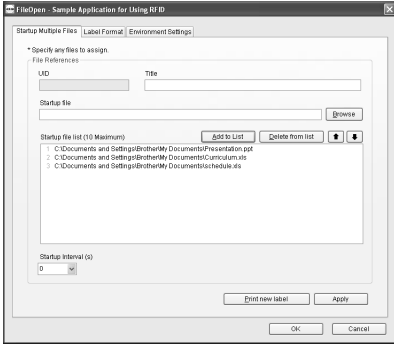 FileOpen - Sample Application for Using RFID
Startup Multiple Files Label Format Environment Settings
* Specify any files to assign.
File References
UID Title
Startup file
Browse
Startup file list (10 Maximum) Add to List Delete from list
1 C:\Documents and Settings\Brother\My Documents\Presentation.ppt
2 C:\Documents and Settings\Brother\My Documents\Curriculum.xls
3 C:\Documents and Settings\Brother\My Documents\schedule.xls
Startup Interval (s)
0
Print new label Apply
OK Cancel